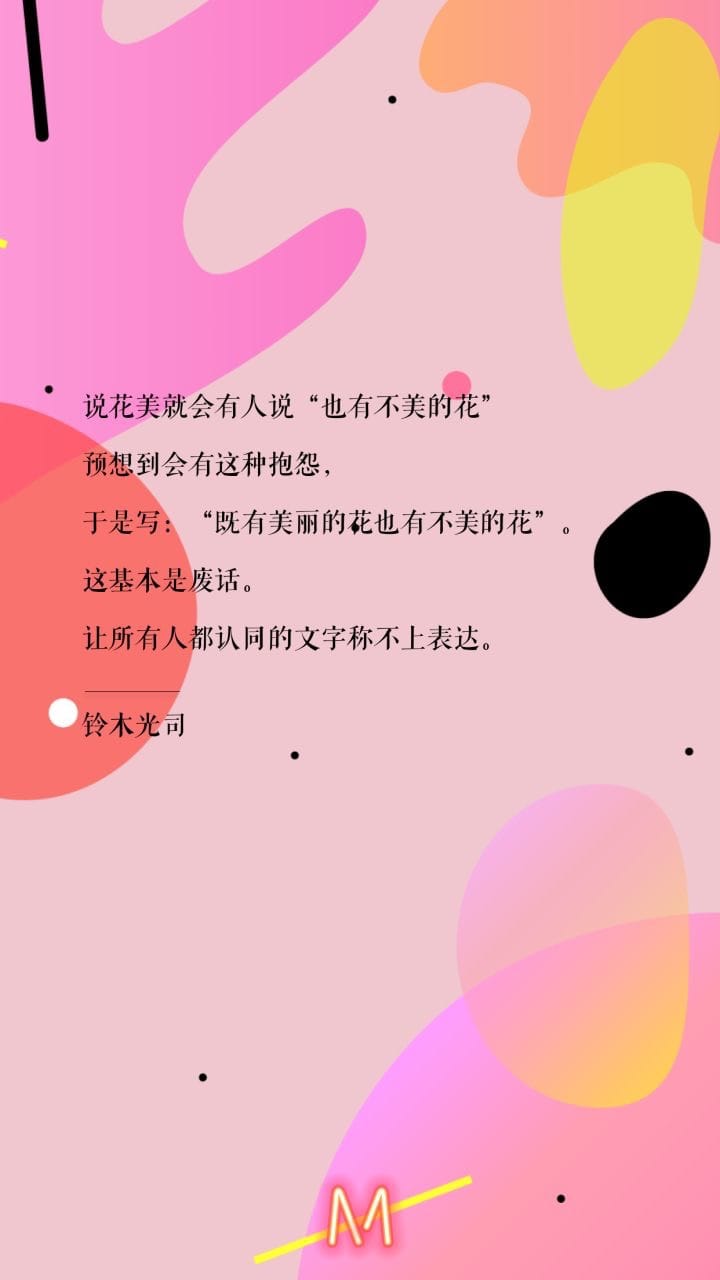 说花美就会有人说“也有不美的花”
预想到会有这种抱怨，
于是写：“既有美丽的花也有不美的花”。
这基本是废话。
让所有人都认同的文字称不上表达。
铃木光司
M